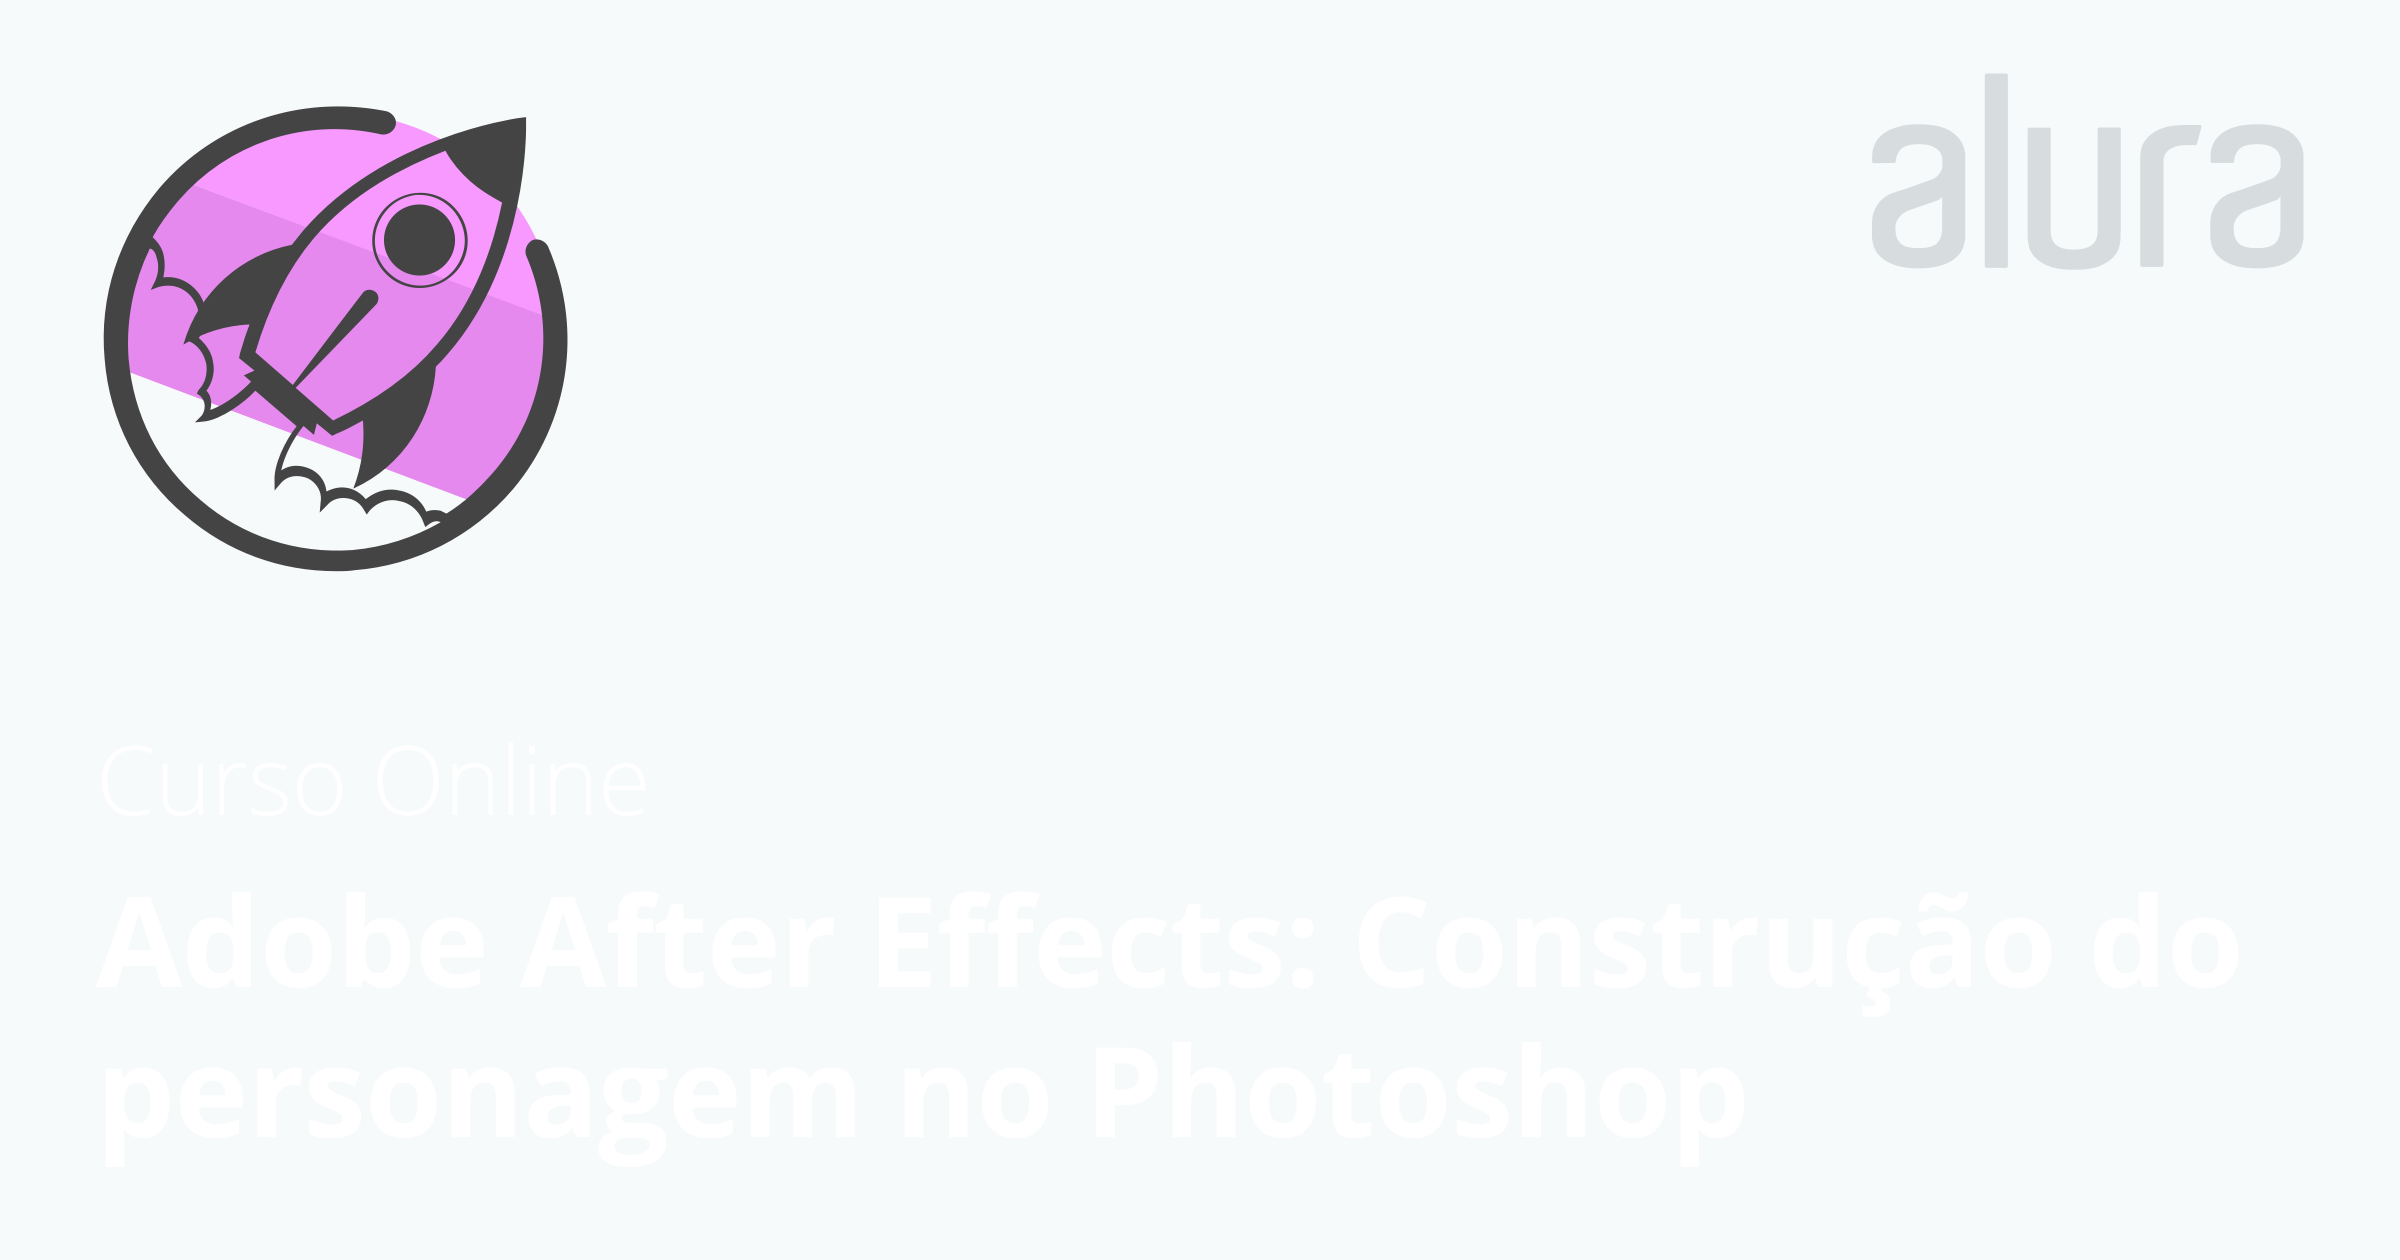 alura
Curso Online
Adobe After Effects: Construção do
personagem no Photoshop